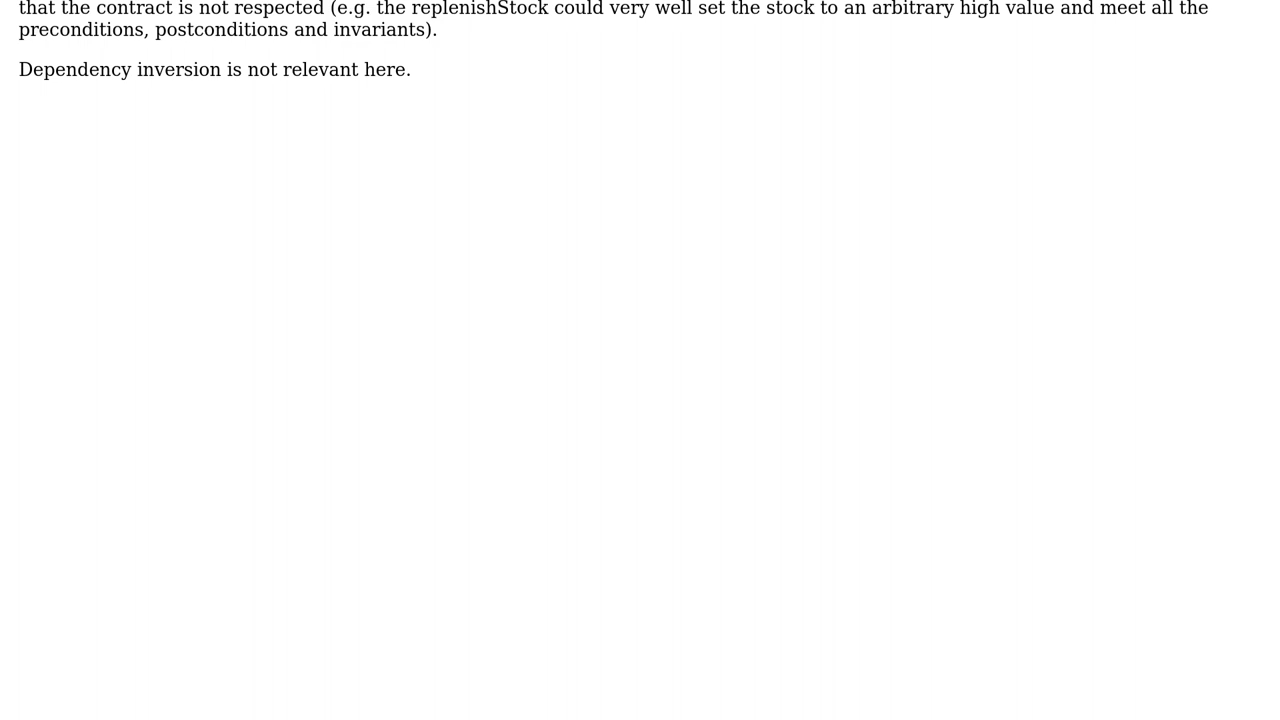 that the contract is not respected (e.g. the replenishStock could very well set the stock to an arbitrary high value and meet all the
preconditions, postconditions and invariants).
Dependency inversion is not relevant here.